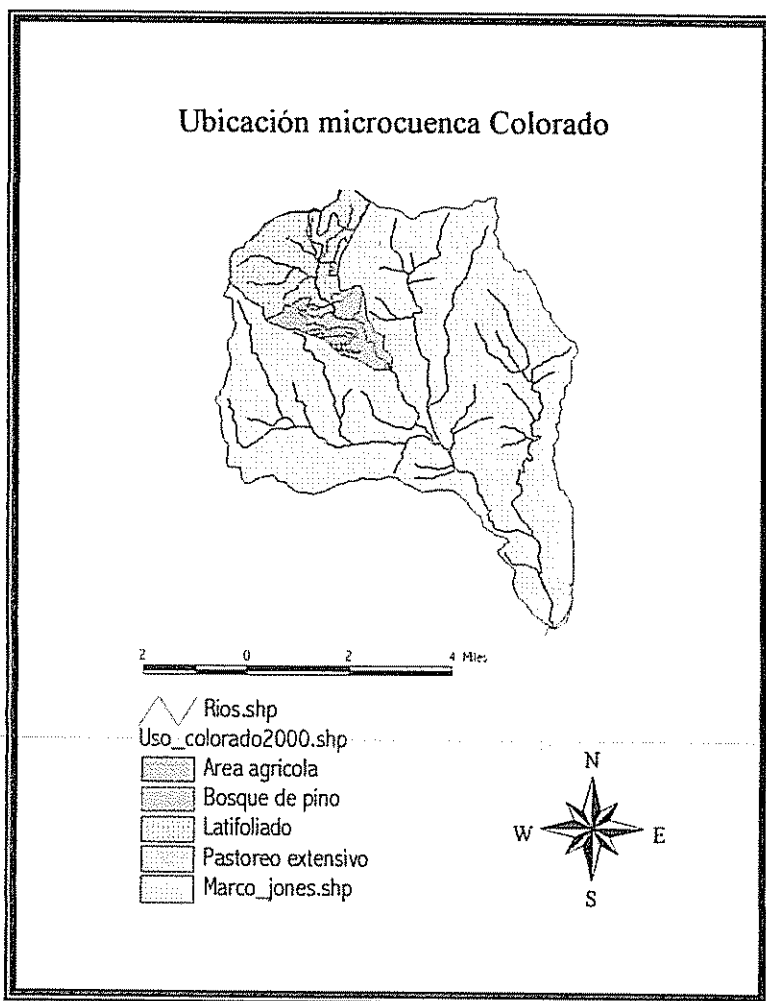 Ubicación microcuenca Colorado
2 0 2 4 Miles
Rios.shp
Uso_colorado2000.shp
Area agricola
Bosque de pino
Latifoliado
Pastoreo extensivo
Marco_jones.shp
N
W E
S